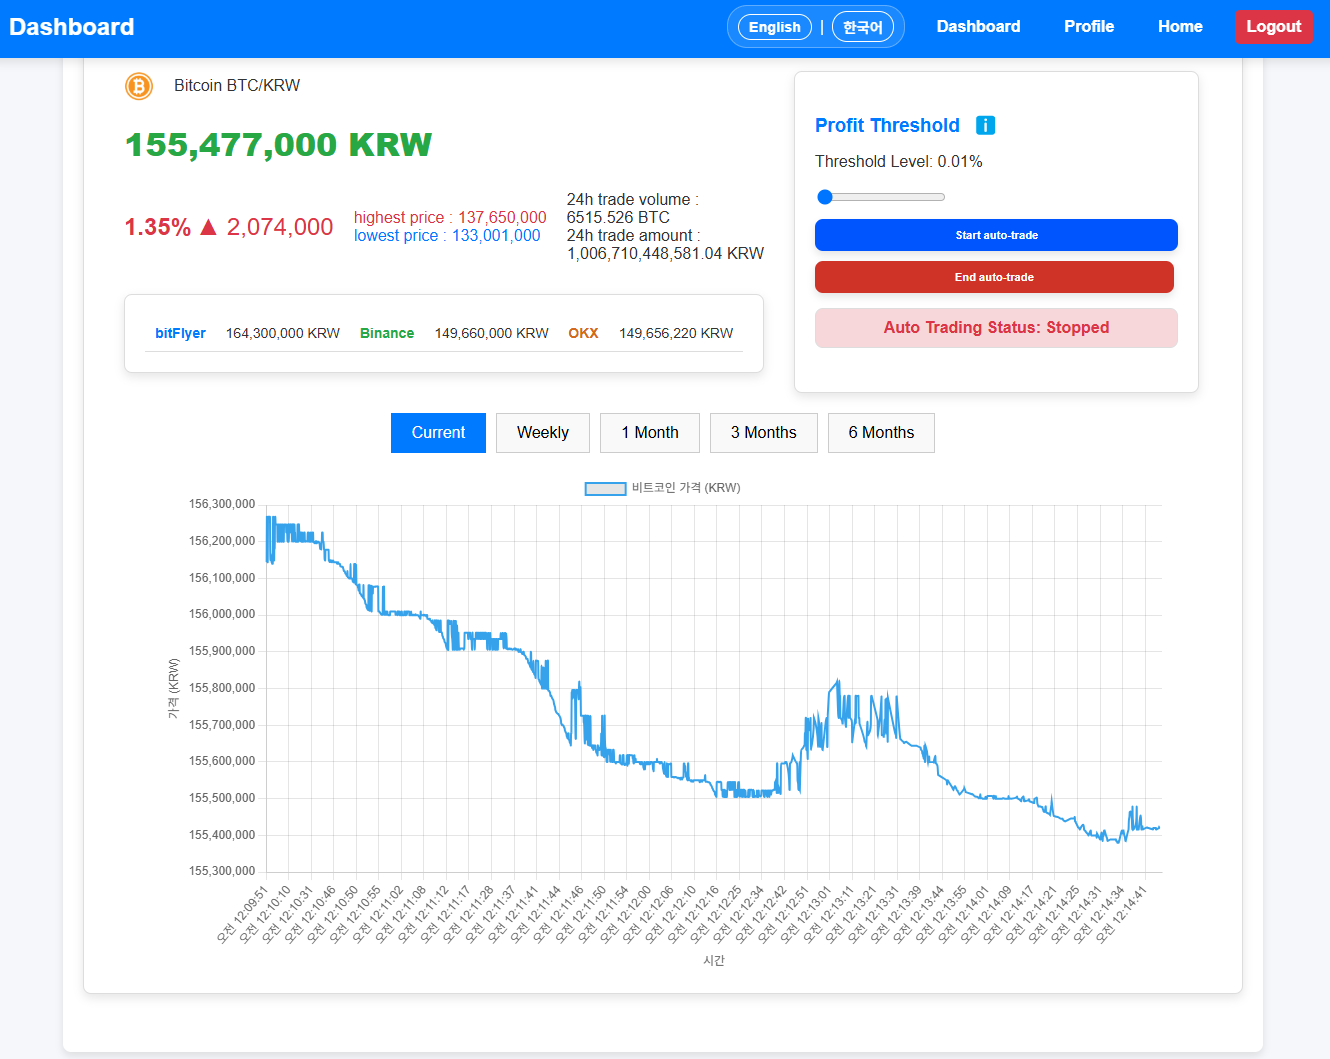 Dashboard
English | 한국어
Dashboard
Profile
Home
Logout
Bitcoin BTC/KRW
155,477,000 KRW
1.35% ▲ 2,074,000
highest price : 137,650,000
lowest price : 133,001,000
24h trade volume :
6515.526 BTC
24h trade amount :
1,006,710,448,581.04 KRW
bitFlyer 164,300,000 KRW Binance 149,660,000 KRW OKX 149,656,220 KRW
Profit Threshold i
Threshold Level: 0.01%
Start auto-trade
End auto-trade
Auto Trading Status: Stopped
Current
Weekly
1 Month
3 Months
6 Months
비트코인 가격 (KRW)
가격 (KRW)
156,300,000
156,200,000
156,100,000
156,000,000
155,900,000
155,800,000
155,700,000
155,600,000
155,500,000
155,400,000
155,300,000
오전 12:09:51
오전 12:10:10
오전 12:10:31
오전 12:10:46
오전 12:10:50
오전 12:10:55
오전 12:11:02
오전 12:11:08
오전 12:11:12
오전 12:11:17
오전 12:11:28
오전 12:11:37
오전 12:11:41
오전 12:11:44
오전 12:11:46
오전 12:11:50
오전 12:11:54
오전 12:12:00
오전 12:12:06
오전 12:12:10
오전 12:12:16
오전 12:12:25
오전 12:12:34
오전 12:12:42
오전 12:12:51
오전 12:13:01
오전 12:13:11
오전 12:13:21
오전 12:13:31
오전 12:13:39
오전 12:13:44
오전 12:13:55
오전 12:14:01
오전 12:14:09
오전 12:14:17
오전 12:14:21
오전 12:14:25
오전 12:14:31
오전 12:14:34
오전 12:14:41
시간